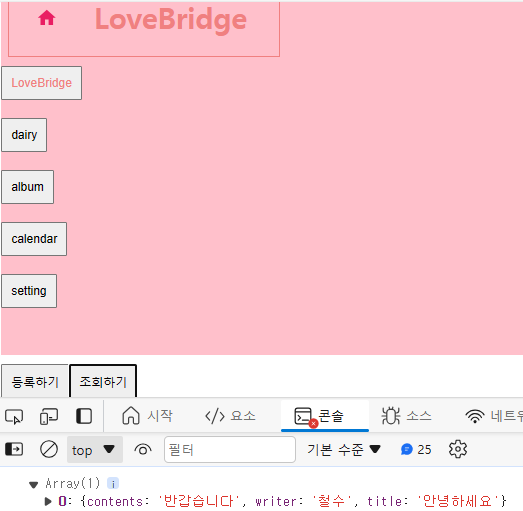 LoveBridge
LoveBridge
dairy
album
calendar
setting
등록하기 조회하기
시작 요소 콘솔 소스 네트워
top 필터 기본 수준 25
Array(1) i
0: {contents: '반갑습니다', writer: '철수', title: '안녕하세요'}